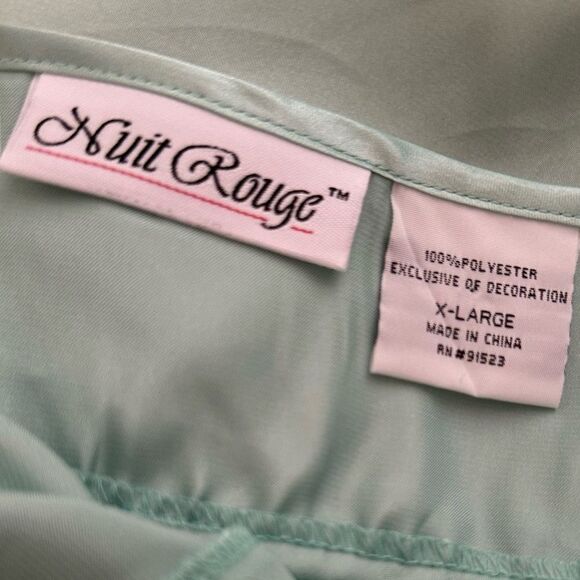 Nuit Rouge™
100%POLYESTER
EXCLUSIVE OF DECORATION
X-LARGE
MADE IN CHINA
RN#91523